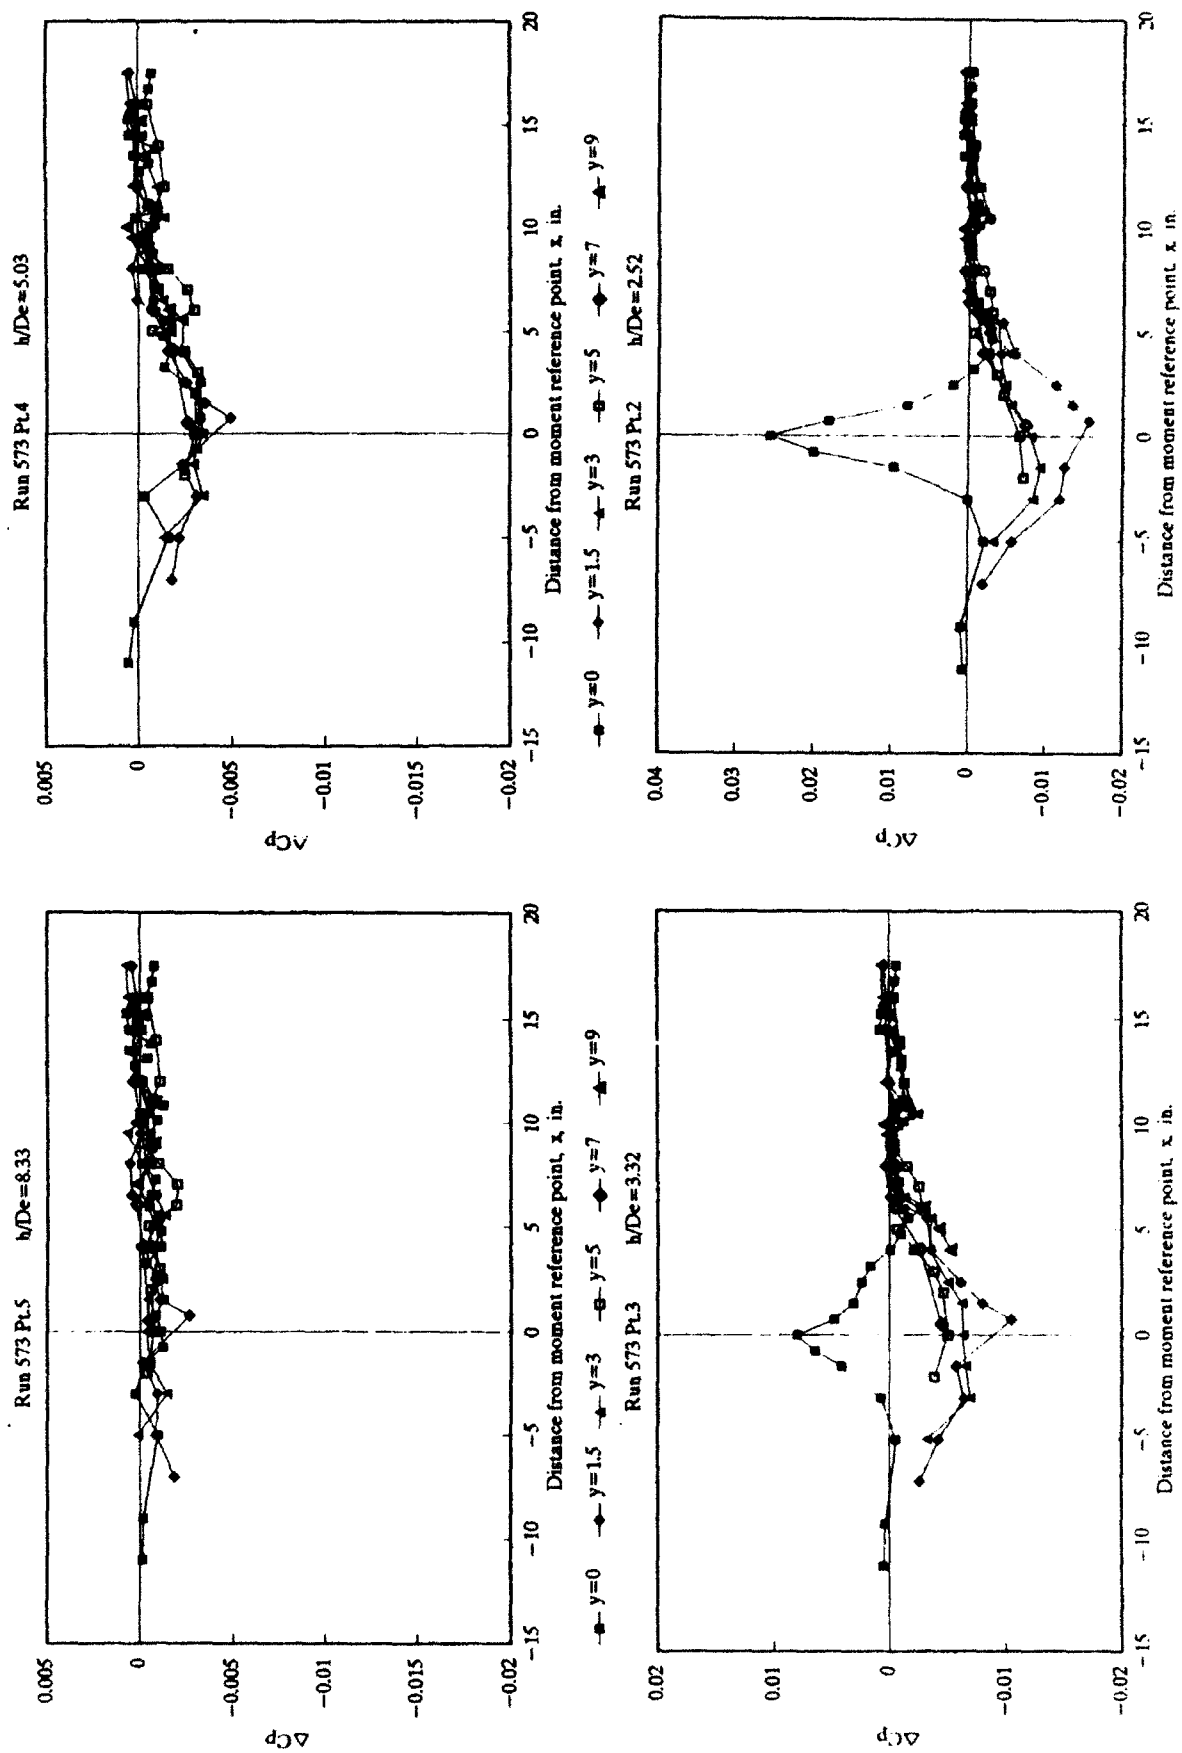 Run 573 Pt.5 h/De=8.33
0.005
0
−0.005
−0.01
−0.015
−0.02
ΔCp
−15 −10 −5 0 5 10 15 20
Distance from moment reference point, x, in.
y=0 y=1.5 y=3 y=5 y=7 y=9
Run 573 Pt.4 h/De=5.03
0.005
0
−0.005
−0.01
−0.015
−0.02
ΔCp
−15 −10 −5 0 5 10 15 20
Distance from moment reference point, x, in.
y=0 y=1.5 y=3 y=5 y=7 y=9
Run 573 Pt.3 h/De=3.32
0.02
0.01
0
−0.01
−0.02
ΔCp
−15 −10 −5 0 5 10 15 20
Distance from moment reference point, x, in.
Run 573 Pt.2 h/De=2.52
0.04
0.03
0.02
0.01
0
−0.01
−0.02
ΔCp
−15 −10 −5 0 5 10 15 20
Distance from moment reference point, x, in.